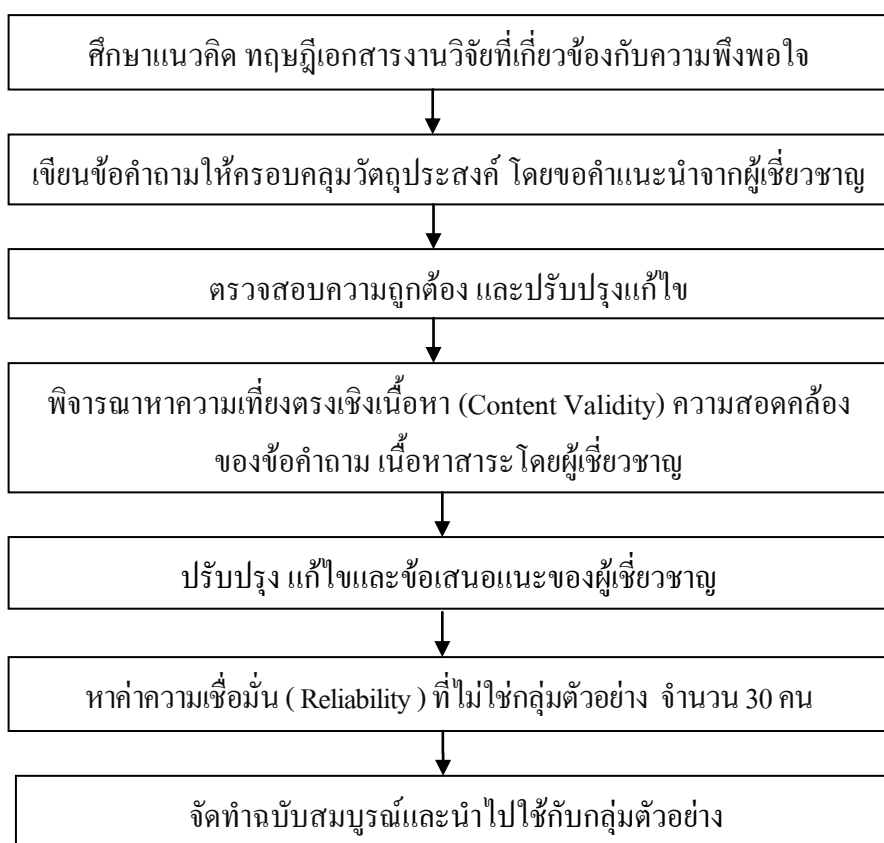 ศึกษาแนวคิด ทฤษฎีเอกสารงานวิจัยที่เกี่ยวข้องกับความพึงพอใจ
เขียนข้อคำถามให้ครอบคลุมวัตถุประสงค์ โดยขอคำแนะนำจากผู้เชี่ยวชาญ
ตรวจสอบความถูกต้อง และปรับปรุงแก้ไข
พิจารณาหาความเที่ยงตรงเชิงเนื้อหา (Content Validity) ความสอดคล้อง
ของข้อคำถาม เนื้อหาสาระโดยผู้เชี่ยวชาญ
ปรับปรุง แก้ไขและข้อเสนอแนะของผู้เชี่ยวชาญ
หาค่าความเชื่อมั่น ( Reliability ) ที่ไม่ใช่กลุ่มตัวอย่าง จำนวน 30 คน
จัดทำฉบับสมบูรณ์และนำไปใช้กับกลุ่มตัวอย่าง